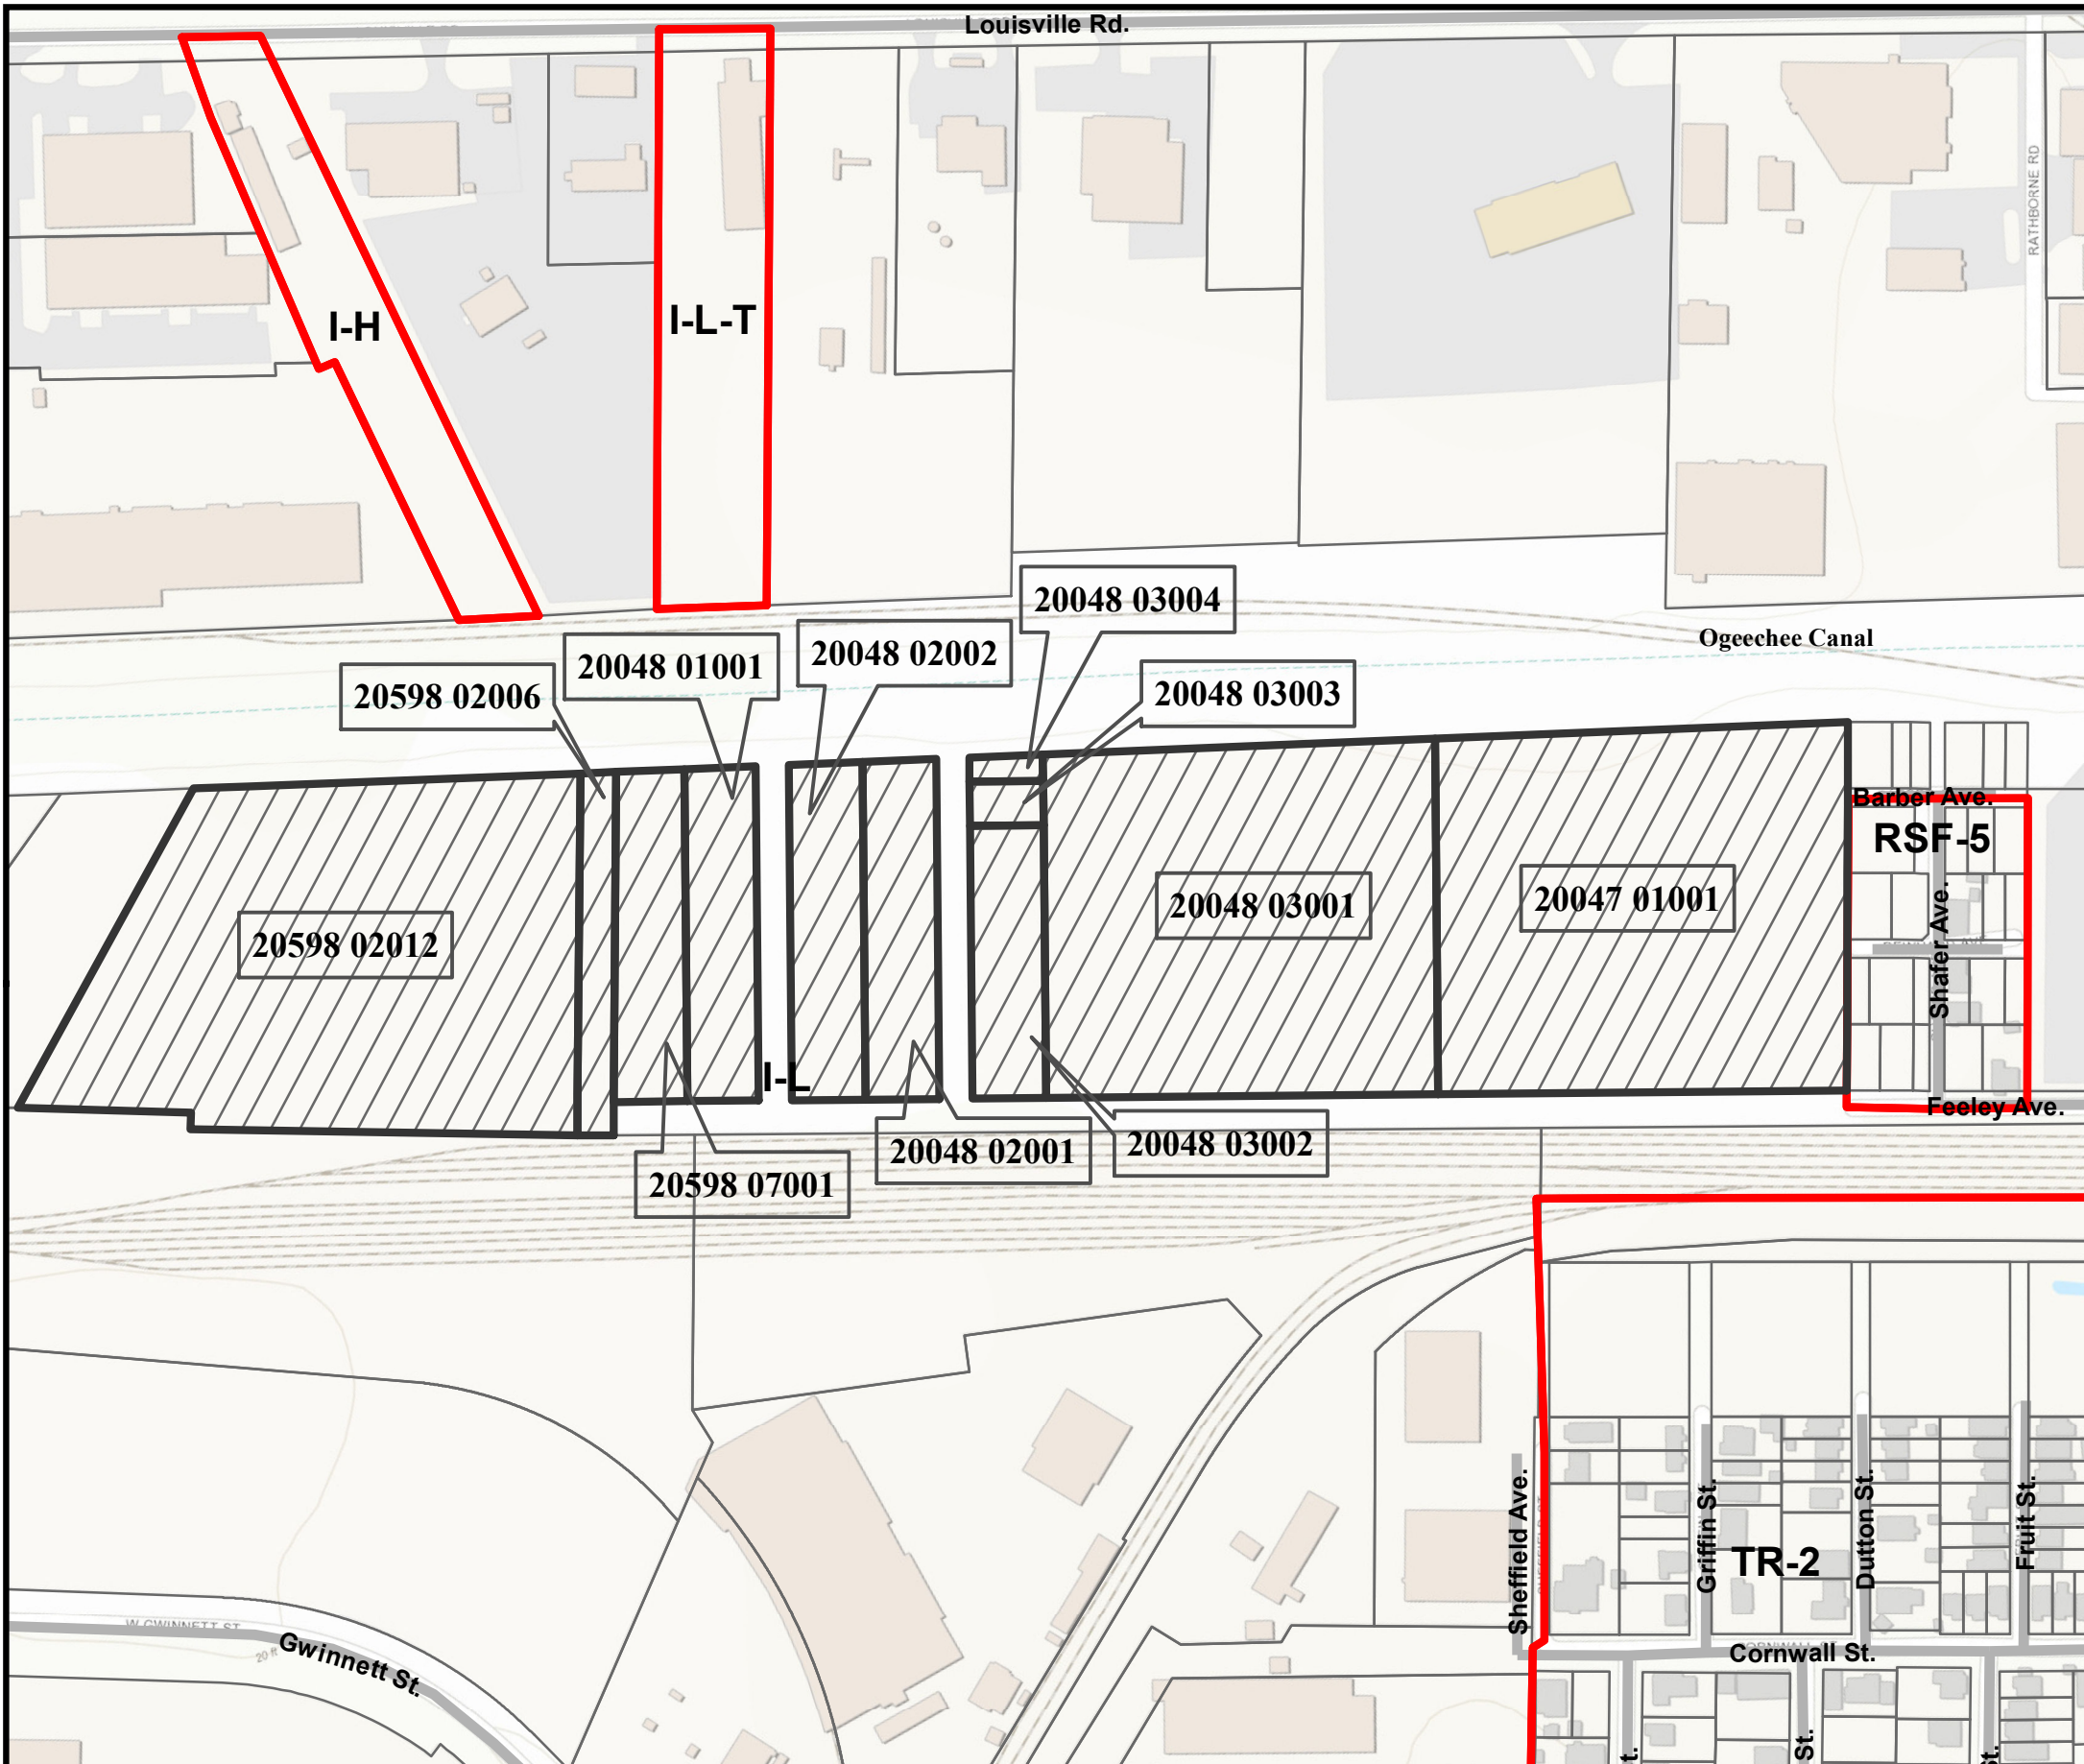 Louisville Rd.
RATHBORNE RD
I-H
I-L-T
20048 03004
Ogeechee Canal
20048 02002
20048 01001
20048 03003
20598 02006
Barber Ave.
RSF-5
20048 03001
20047 01001
20598 02012
Shafer Ave.
I-L
Feeley Ave.
20048 02001
20048 03002
20598 07001
Sheffield Ave.
Griffin St.
TR-2
Dutton St.
Fruit St.
W GWINNETT ST
20 ft
Gwinnett St.
Cornwall St.
St.